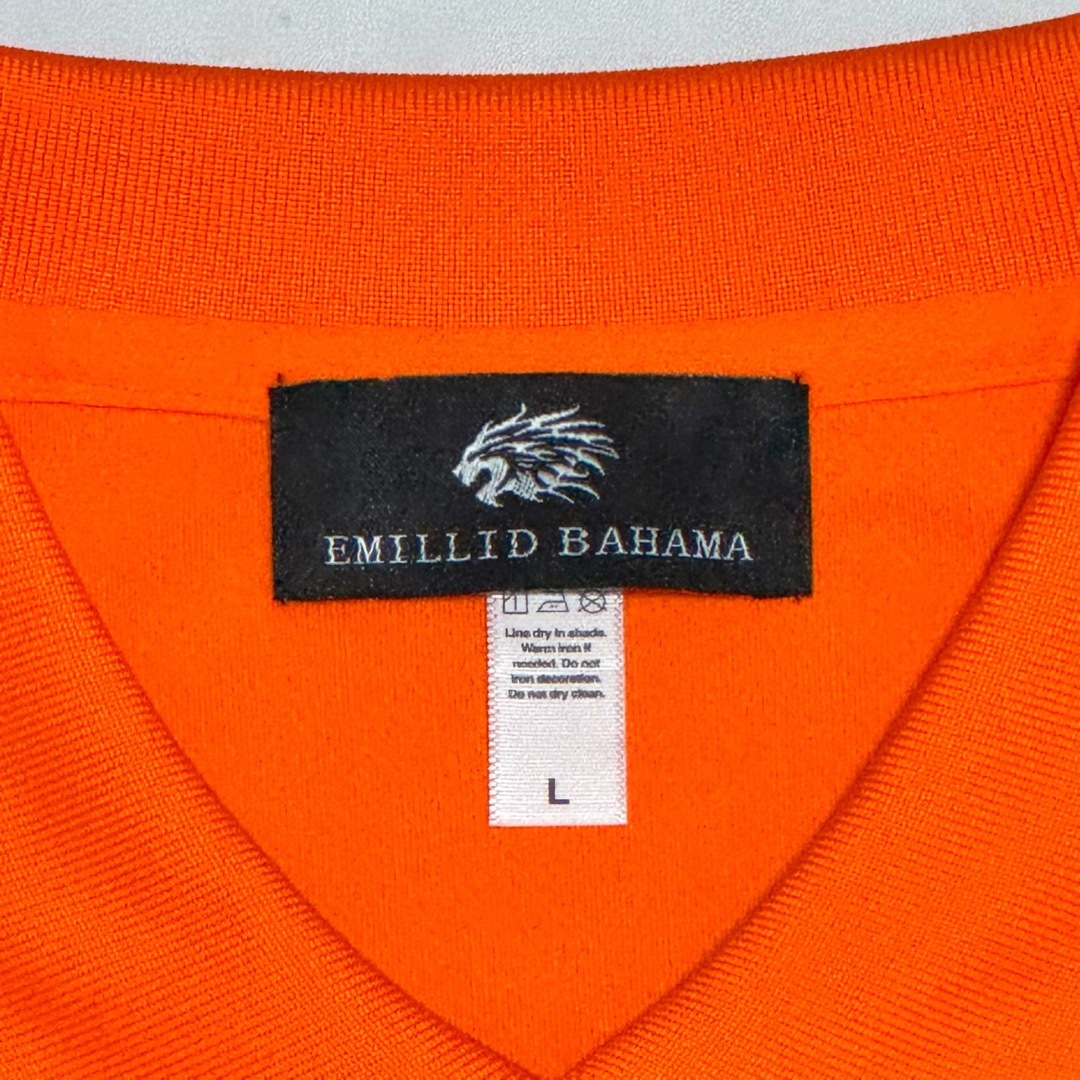 EMILLID BAHAMA
Line dry in shade.
Warm iron if
needed. Do not
iron decoration.
Do not dry clean.
L